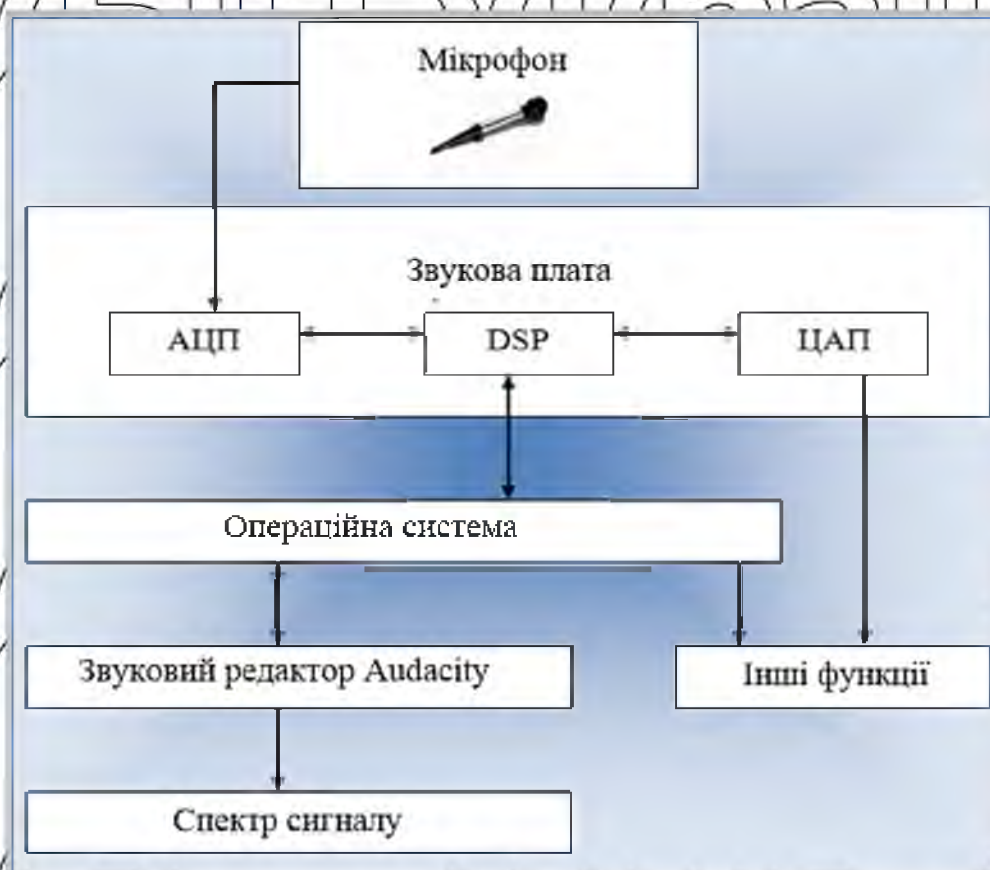 Мікрофон
Звукова плата
АЦП
DSP
ЦАП
Операційна система
Звуковий редактор Audacity
Інші функції
Спектр сигналу